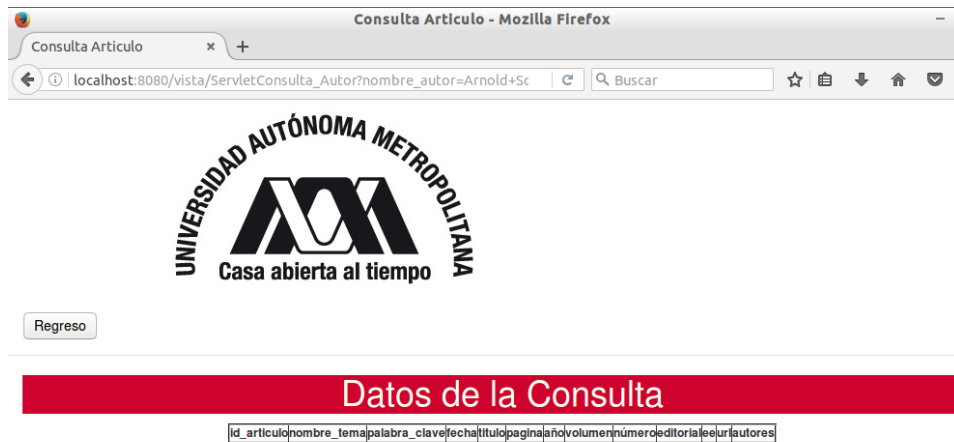 Consulta Articulo - Mozilla Firefox
Consulta Articulo
localhost:8080/vista/ServletConsulta_Autor?nombre_autor=Arnold+Sc
Buscar
UNIVERSIDAD AUTÓNOMA METROPOLITANA
Casa abierta al tiempo
Regreso
Datos de la Consulta
id_articulo nombre_tema palabra_clave fecha titulo pagina año volumen número editorial ee url autores